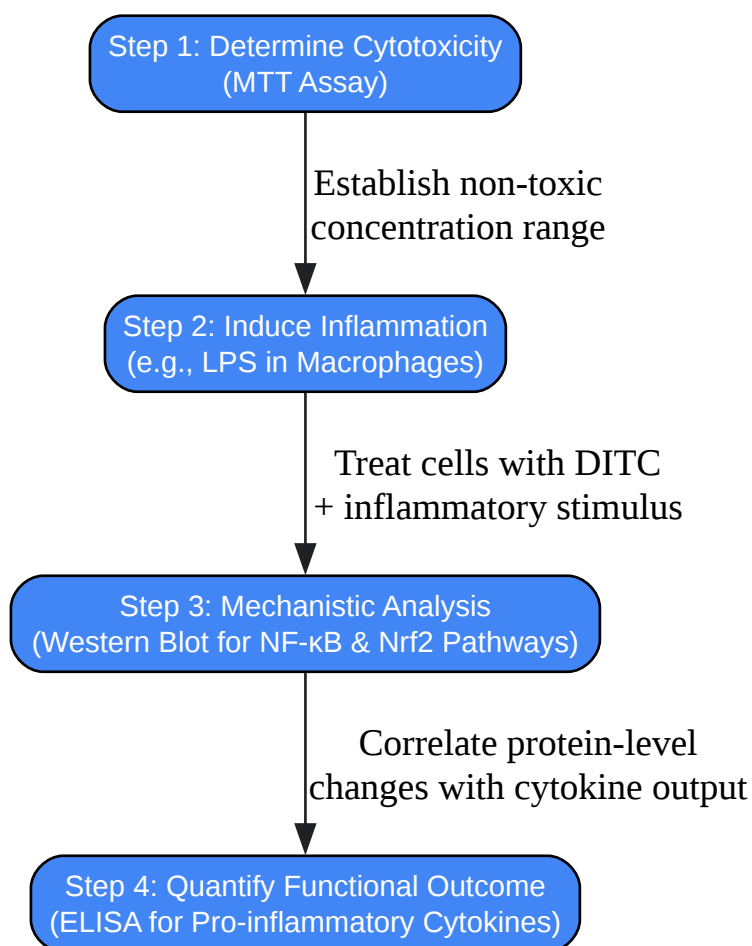 Step 1: Determine Cytotoxicity
(MTT Assay)
Establish non-toxic
concentration range
Step 2: Induce Inflammation
(e.g., LPS in Macrophages)
Treat cells with DITC
+ inflammatory stimulus
Step 3: Mechanistic Analysis
(Western Blot for NF-κB & Nrf2 Pathways)
Correlate protein-level
changes with cytokine output
Step 4: Quantify Functional Outcome
(ELISA for Pro-inflammatory Cytokines)